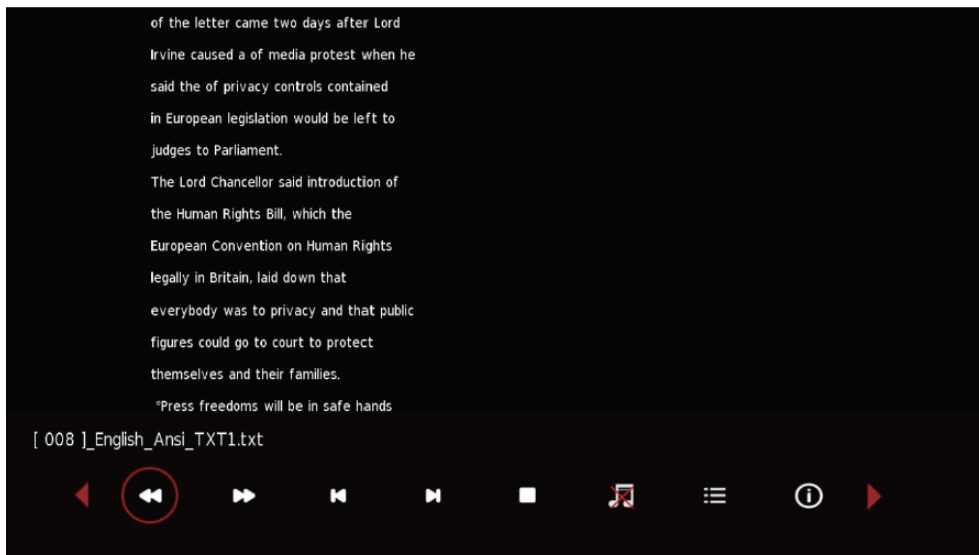 of the letter came two days after Lord
Irvine caused a of media protest when he
said the of privacy controls contained
in European legislation would be left to
judges to Parliament.
The Lord Chancellor said introduction of
the Human Rights Bill, which the
European Convention on Human Rights
legally in Britain, laid down that
everybody was to privacy and that public
figures could go to court to protect
themselves and their families.
°Press freedoms will be in safe hands
[ 008 ]_English_Ansi_TXT1.txt